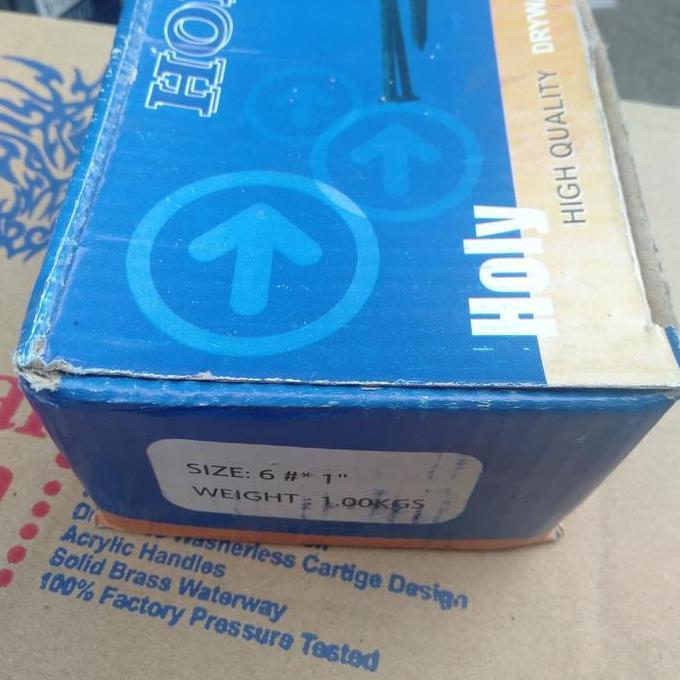 HO
Holy
HIGH QUALITY DRYW
SIZE: 6 #* 1"
WEIGHT: 1.00KGS
Washerless Cartige Design
Acrylic Handles
Solid Brass Waterway
100% Factory Pressure Tested